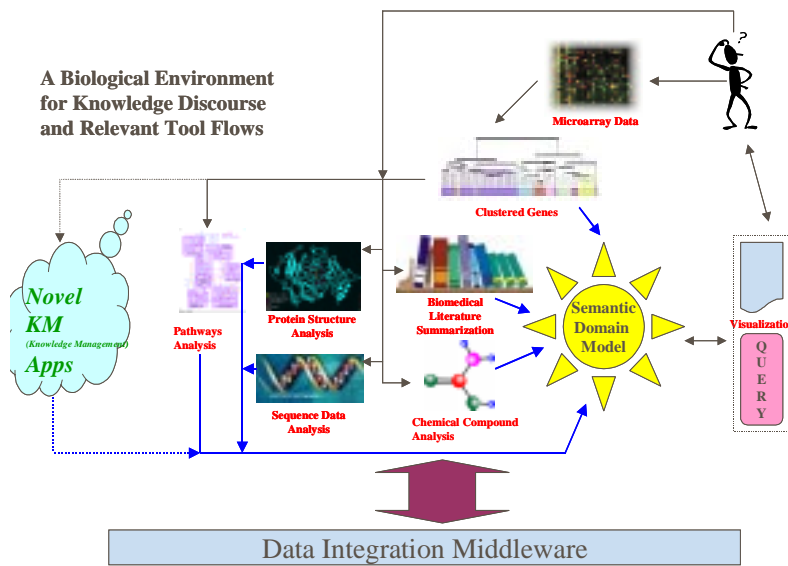 A Biological Environment
for Knowledge Discourse
and Relevant Tool Flows
?
Microarray Data
Clustered Genes
Novel
KM
(Knowledge Management)
Apps
Pathways
Analysis
Protein Structure
Analysis
Biomedical
Literature
Summarization
Semantic
Domain
Model
Visualizatio
Q
U
E
R
Y
Sequence Data
Analysis
Chemical Compound
Analysis
Data Integration Middleware